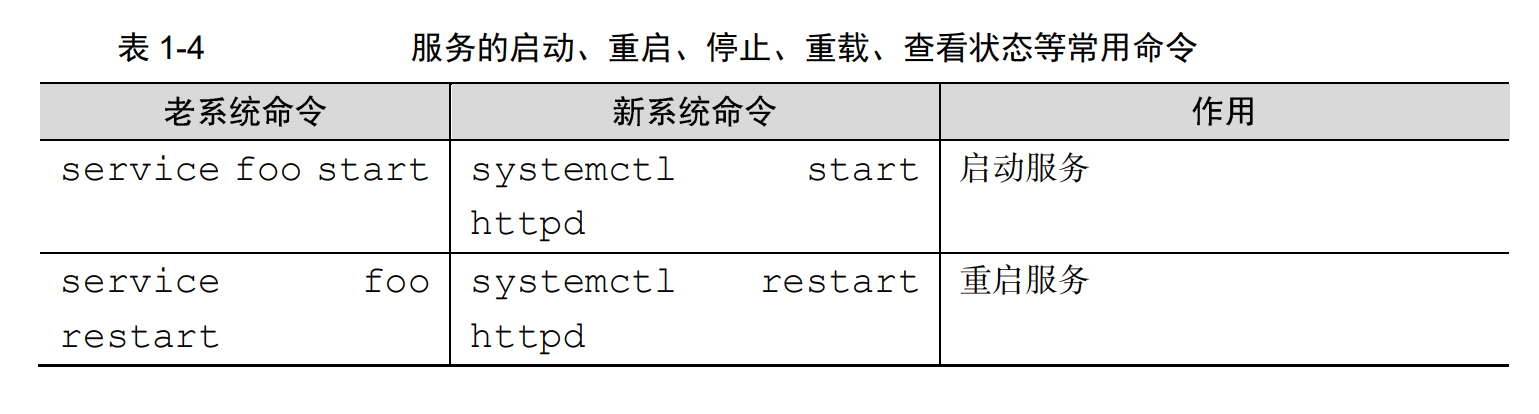 表 1-4 服务的启动、重启、停止、重载、查看状态等常用命令
老系统命令 新系统命令 作用
service foo start systemctl start 启动服务
httpd
service foo systemctl restart 重启服务
restart httpd